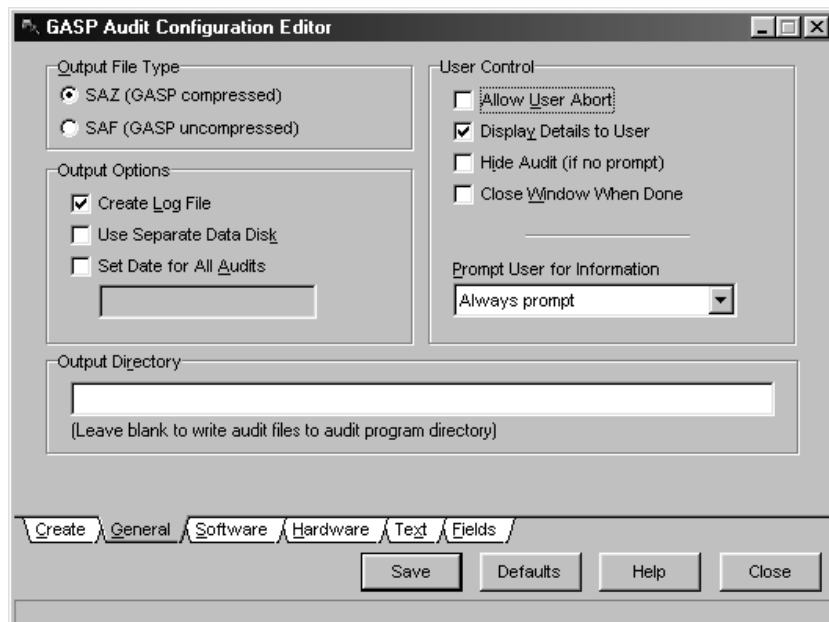 GASP Audit Configuration Editor
Output File Type
SAZ (GASP compressed)
SAF (GASP uncompressed)
Output Options
Create Log File
Use Separate Data Disk
Set Date for All Audits
User Control
Allow User Abort
Display Details to User
Hide Audit (if no prompt)
Close Window When Done
Prompt User for Information
Always prompt
Output Directory
(Leave blank to write audit files to audit program directory)
Create General Software Hardware Text Fields
Save Defaults Help Close